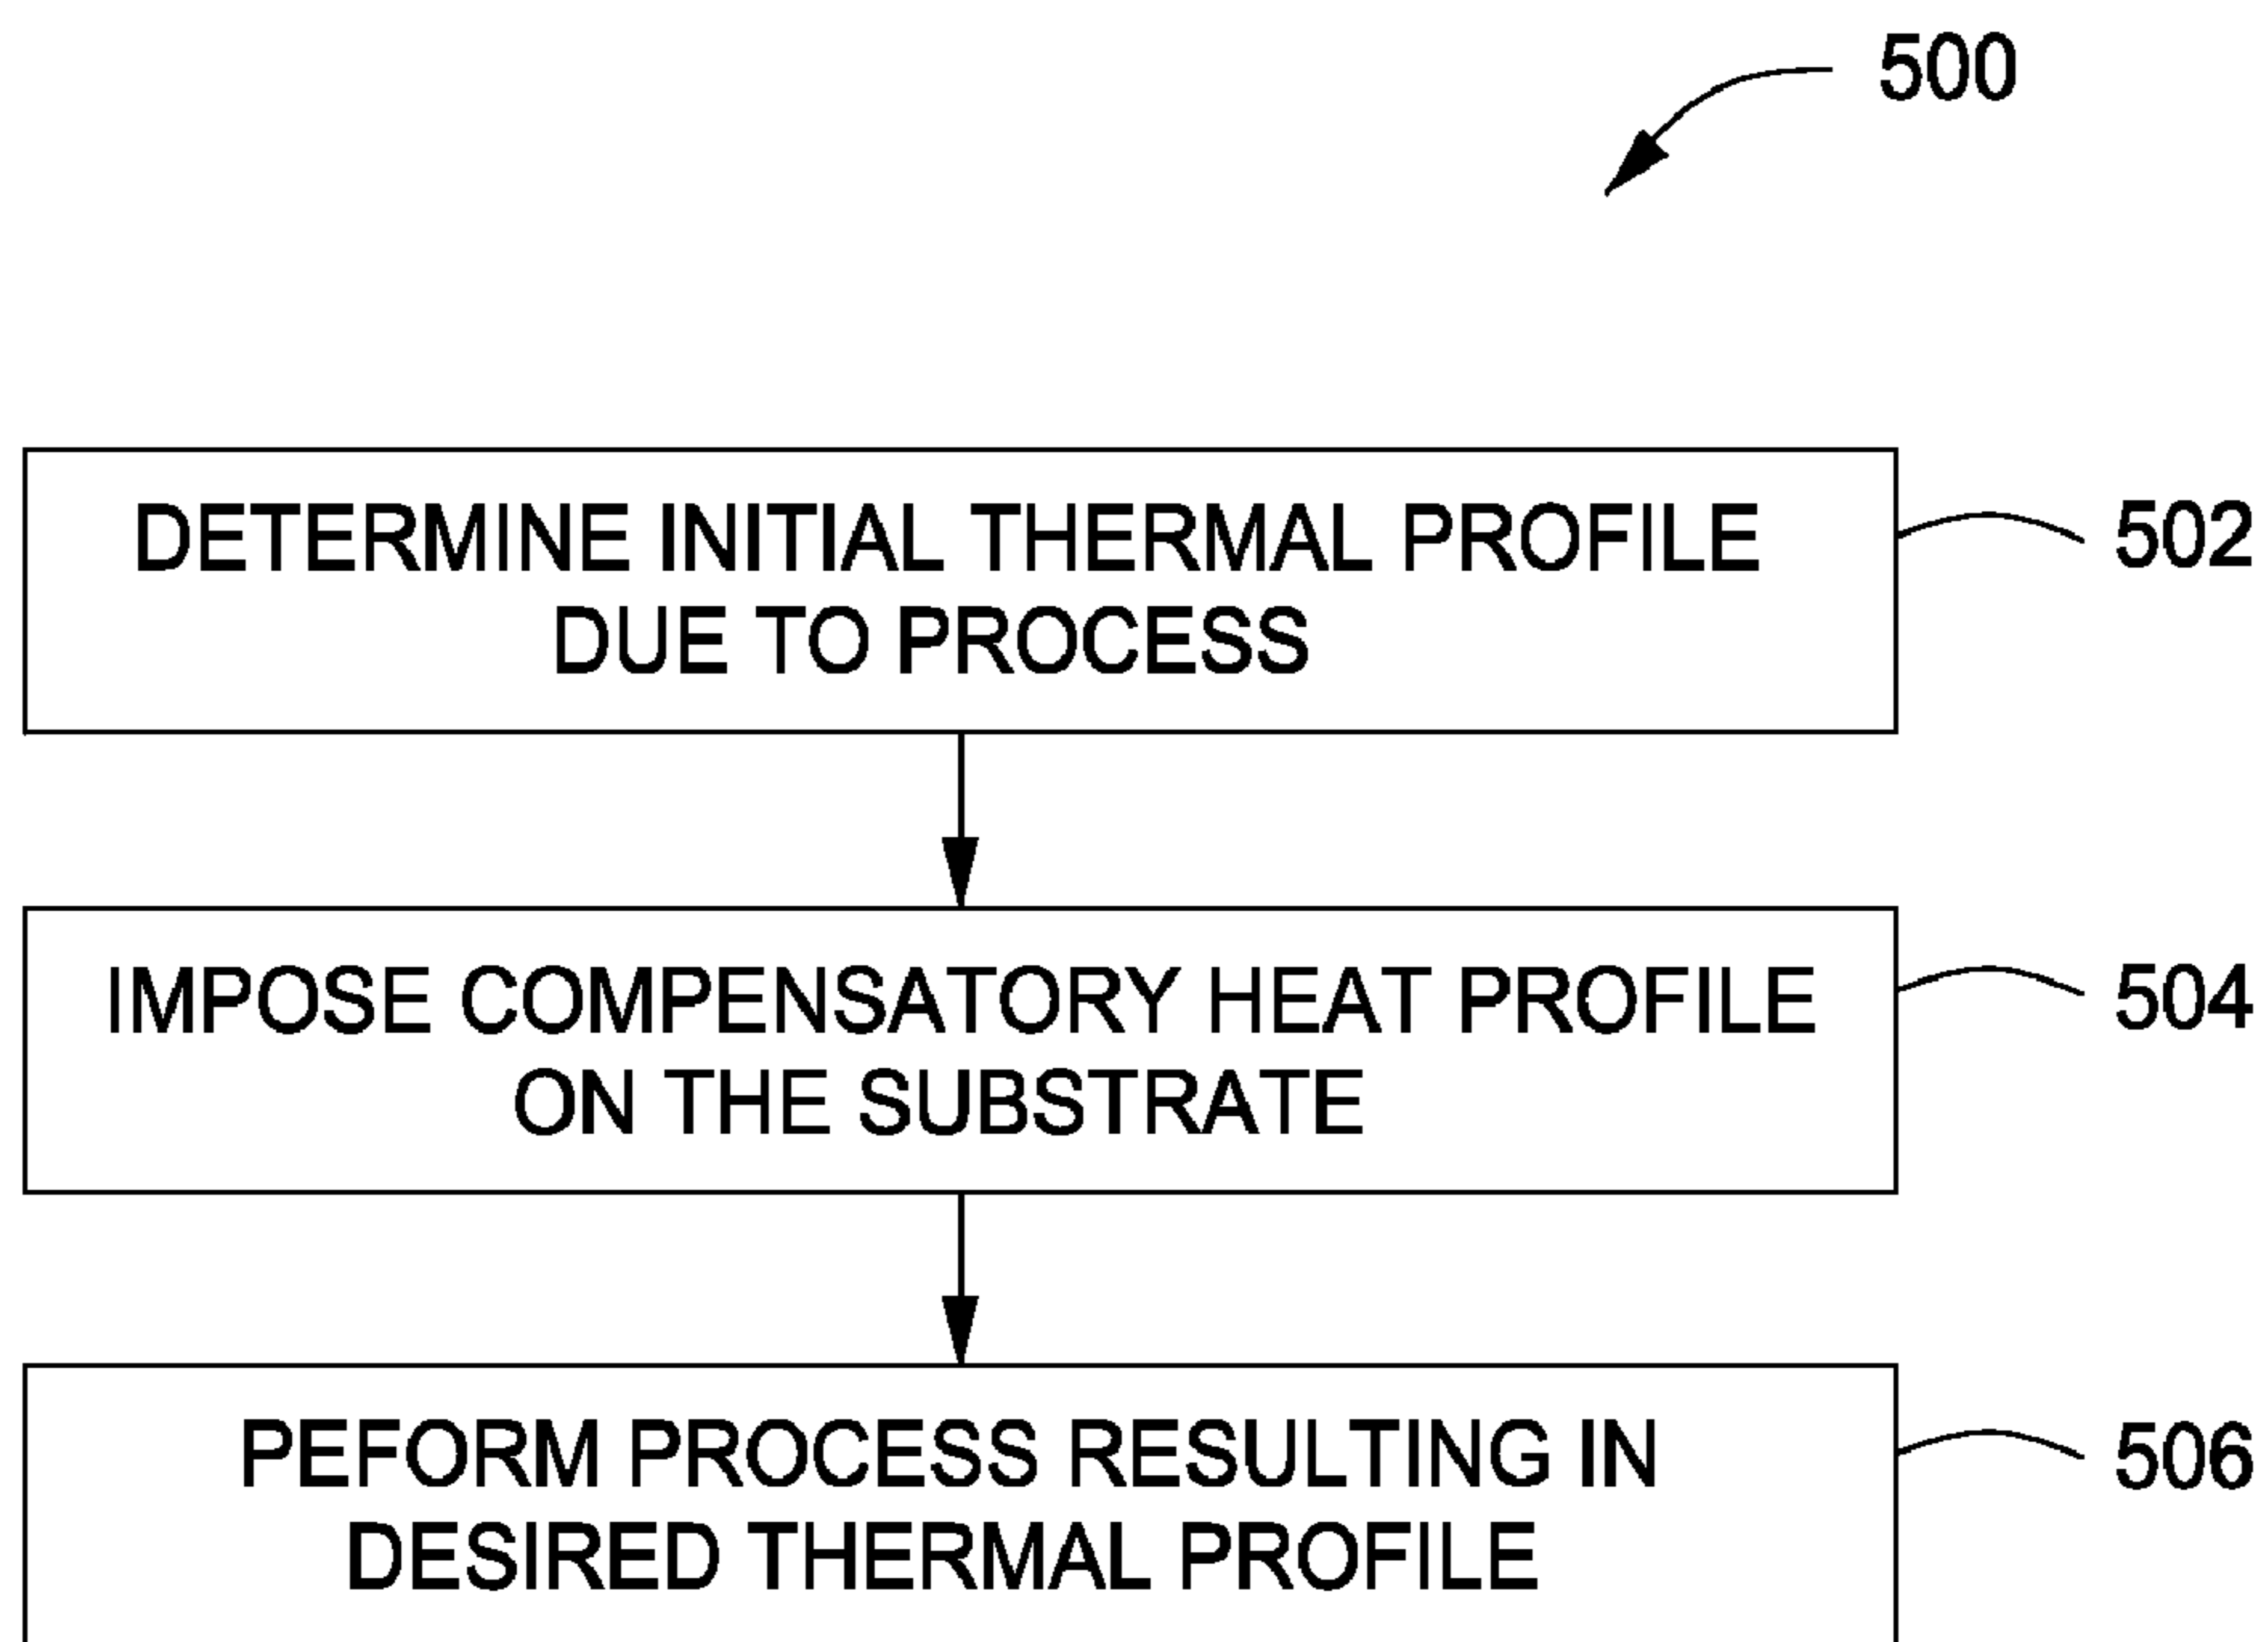 500
DETERMINE INITIAL THERMAL PROFILE
DUE TO PROCESS
502
IMPOSE COMPENSATORY HEAT PROFILE
ON THE SUBSTRATE
504
PEFORM PROCESS RESULTING IN
DESIRED THERMAL PROFILE
506